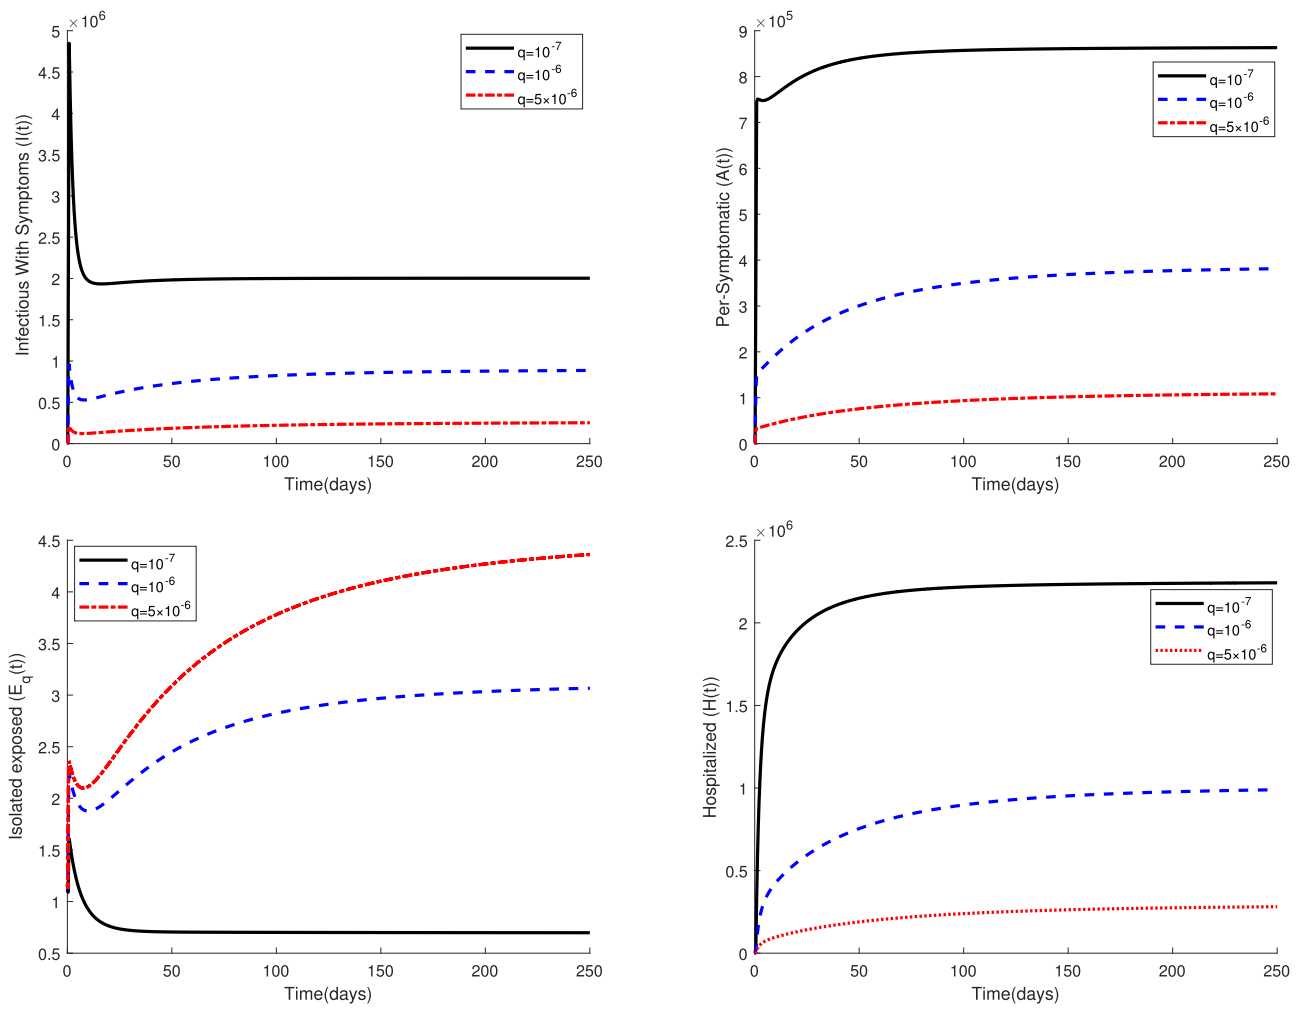 ×10^6
5
4.5
4
3.5
3
2.5
2
1.5
1
0.5
0
Infectious With Symptoms (I(t))
q=10^-7
q=10^-6
q=5×10^-6
0 50 100 150 200 250
Time(days)
×10^5
9
8
7
6
5
4
3
2
1
0
Per-Symptomatic (A(t))
q=10^-7
q=10^-6
q=5×10^-6
0 50 100 150 200 250
Time(days)
4.5
4
3.5
3
2.5
2
1.5
1
0.5
Isolated exposed (E_q(t))
q=10^-7
q=10^-6
q=5×10^-6
0 50 100 150 200 250
Time(days)
×10^6
2.5
2
1.5
1
0.5
0
Hospitalized (H(t))
q=10^-7
q=10^-6
q=5×10^-6
0 50 100 150 200 250
Time(days)